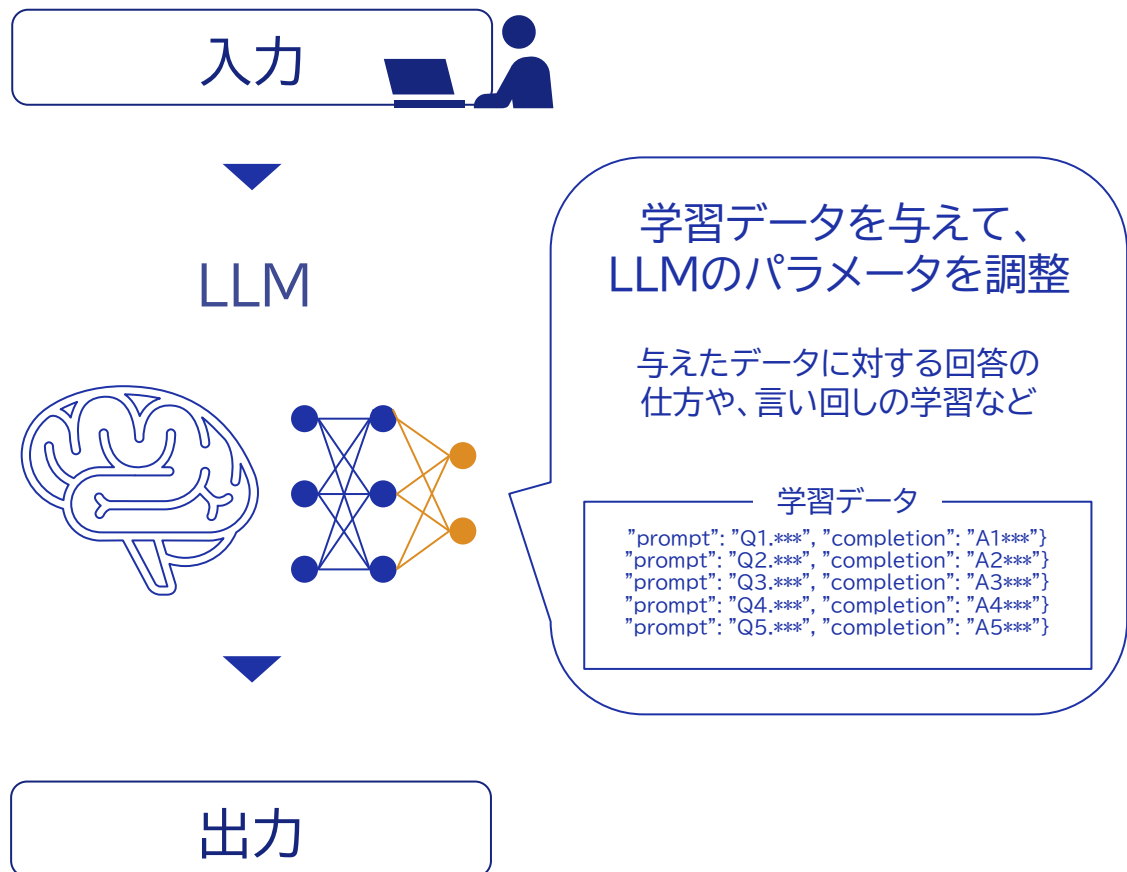 入力
LLM
学習データを与えて、
LLMのパラメータを調整
与えたデータに対する回答の
仕方や、言い回しの学習など
学習データ
”prompt”: ”Q1.***”, ”completion”: ”A1***”}
”prompt”: ”Q2.***”, ”completion”: ”A2***”}
”prompt”: ”Q3.***”, ”completion”: ”A3***”}
”prompt”: ”Q4.***”, ”completion”: ”A4***”}
”prompt”: ”Q5.***”, ”completion”: ”A5***”}
出力